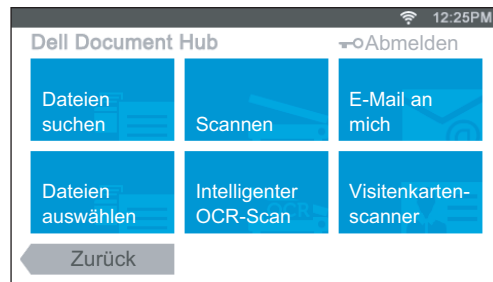 12:25PM
Dell Document Hub
Abmelden
Dateien
suchen
Scannen
E-Mail an
mich
Dateien
auswählen
Intelligenter
OCR-Scan
Visitenkarten-
scanner
Zurück